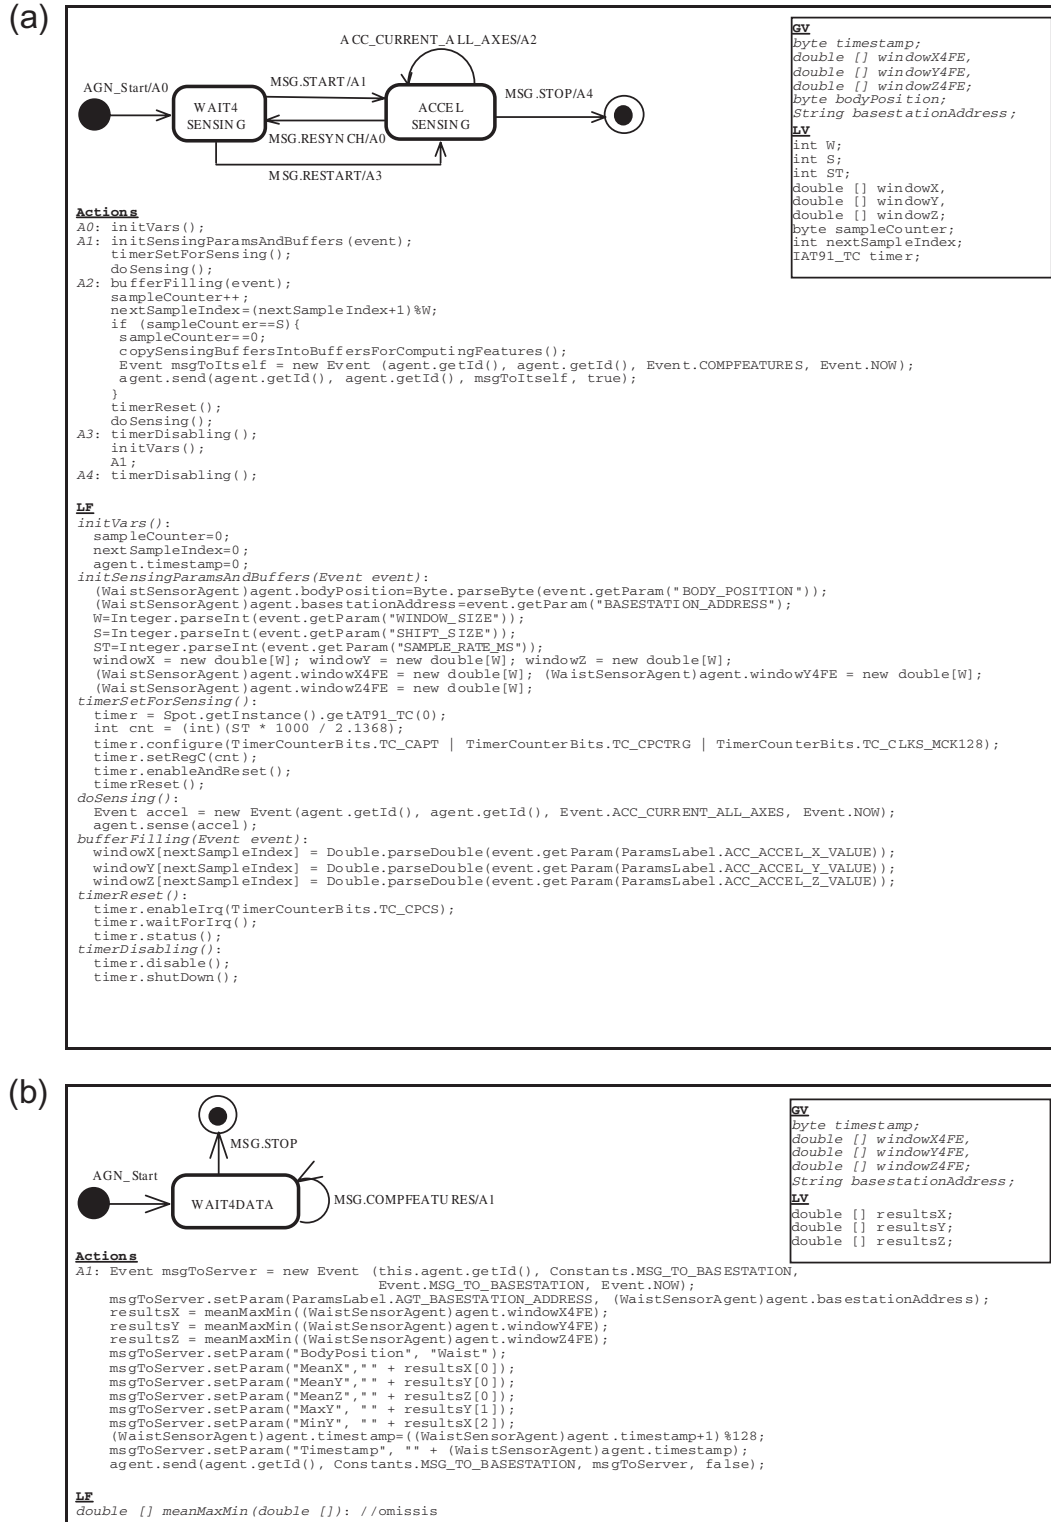 (a)
ACC_CURRENT_ALL_AXES/A2
AGN_Start/A0
MSG.START/A1
MSG.STOP/A4
WAIT4
SENSING
ACCEL
SENSING
MSG.RESYNCH/A0
MSG.RESTART/A3
GV
byte timestamp;
double [] windowX4FE,
double [] windowY4FE,
double [] windowZ4FE;
byte bodyPosition;
String basestationAddress;
LV
int W;
int S;
int ST;
double [] windowX,
double [] windowY,
double [] windowZ;
byte sampleCounter;
int nextSampleIndex;
IAT91_TC timer;
Actions
A0: initVars();
A1: initSensingParamsAndBuffers(event);
timerSetForSensing();
doSensing();
A2: bufferFilling(event);
sampleCounter++;
nextSampleIndex=(nextSampleIndex+1)%W;
if (sampleCounter==S){
sampleCounter==0;
copySensingBuffersIntoBuffersForComputingFeatures();
Event msgToItself = new Event (agent.getId(), agent.getId(), Event.COMPFEATURES, Event.NOW);
agent.send(agent.getId(), agent.getId(), msgToItself, true);
}
timerReset();
doSensing();
A3: timerDisabling();
initVars();
A1;
A4: timerDisabling();
LF
initVars():
sampleCounter=0;
nextSampleIndex=0;
agent.timestamp=0;
initSensingParamsAndBuffers(Event event):
(WaistSensorAgent)agent.bodyPosition=Byte.parseByte(event.getParam("BODY_POSITION"));
(WaistSensorAgent)agent.basestationAddress=event.getParam("BASESTATION_ADDRESS");
W=Integer.parseInt(event.getParam("WINDOW_SIZE"));
S=Integer.parseInt(event.getParam("SHIFT_SIZE"));
ST=Integer.parseInt(event.getParam("SAMPLE_RATE_MS"));
windowX = new double[W]; windowY = new double[W]; windowZ = new double[W];
(WaistSensorAgent)agent.windowX4FE = new double[W]; (WaistSensorAgent)agent.windowY4FE = new double[W];
(WaistSensorAgent)agent.windowZ4FE = new double[W];
timerSetForSensing():
timer = Spot.getInstance().getAT91_TC(0);
int cnt = (int)(ST * 1000 / 2.1368);
timer.configure(TimerCounterBits.TC_CAPT | TimerCounterBits.TC_CPCTRG | TimerCounterBits.TC_CLKS_MCK128);
timer.setRegC(cnt);
timer.enableAndReset();
timerReset();
doSensing():
Event accel = new Event(agent.getId(), agent.getId(), Event.ACC_CURRENT_ALL_AXES, Event.NOW);
agent.sense(accel);
bufferFilling(Event event):
windowX[nextSampleIndex] = Double.parseDouble(event.getParam(ParamsLabel.ACC_ACCEL_X_VALUE));
windowY[nextSampleIndex] = Double.parseDouble(event.getParam(ParamsLabel.ACC_ACCEL_Y_VALUE));
windowZ[nextSampleIndex] = Double.parseDouble(event.getParam(ParamsLabel.ACC_ACCEL_Z_VALUE));
timerReset():
timer.enableIrq(TimerCounterBits.TC_CPCS);
timer.waitForIrq();
timer.status();
timerDisabling():
timer.disable();
timer.shutDown();
(b)
MSG.STOP
AGN_Start
WAIT4DATA
MSG.COMPFEATURES/A1
GV
byte timestamp;
double [] windowX4FE,
double [] windowY4FE,
double [] windowZ4FE;
String basestationAddress;
LV
double [] resultsX;
double [] resultsY;
double [] resultsZ;
Actions
A1: Event msgToServer = new Event (this.agent.getId(), Constants.MSG_TO_BASESTATION,
Event.MSG_TO_BASESTATION, Event.NOW);
msgToServer.setParam(ParamsLabel.AGT_BASESTATION_ADDRESS, (WaistSensorAgent)agent.basestationAddress);
resultsX = meanMaxMin((WaistSensorAgent)agent.windowX4FE);
resultsY = meanMaxMin((WaistSensorAgent)agent.windowY4FE);
resultsZ = meanMaxMin((WaistSensorAgent)agent.windowZ4FE);
msgToServer.setParam("BodyPosition", "Waist");
msgToServer.setParam("MeanX","" + resultsX[0]);
msgToServer.setParam("MeanY","" + resultsY[0]);
msgToServer.setParam("MeanZ","" + resultsZ[0]);
msgToServer.setParam("MaxY", "" + resultsY[1]);
msgToServer.setParam("MinY", "" + resultsX[2]);
(WaistSensorAgent)agent.timestamp=((WaistSensorAgent)agent.timestamp+1)%128;
msgToServer.setParam("Timestamp", "" + (WaistSensorAgent)agent.timestamp);
agent.send(agent.getId(), Constants.MSG_TO_BASESTATION, msgToServer, false);
LF
double [] meanMaxMin(double []): //omissis